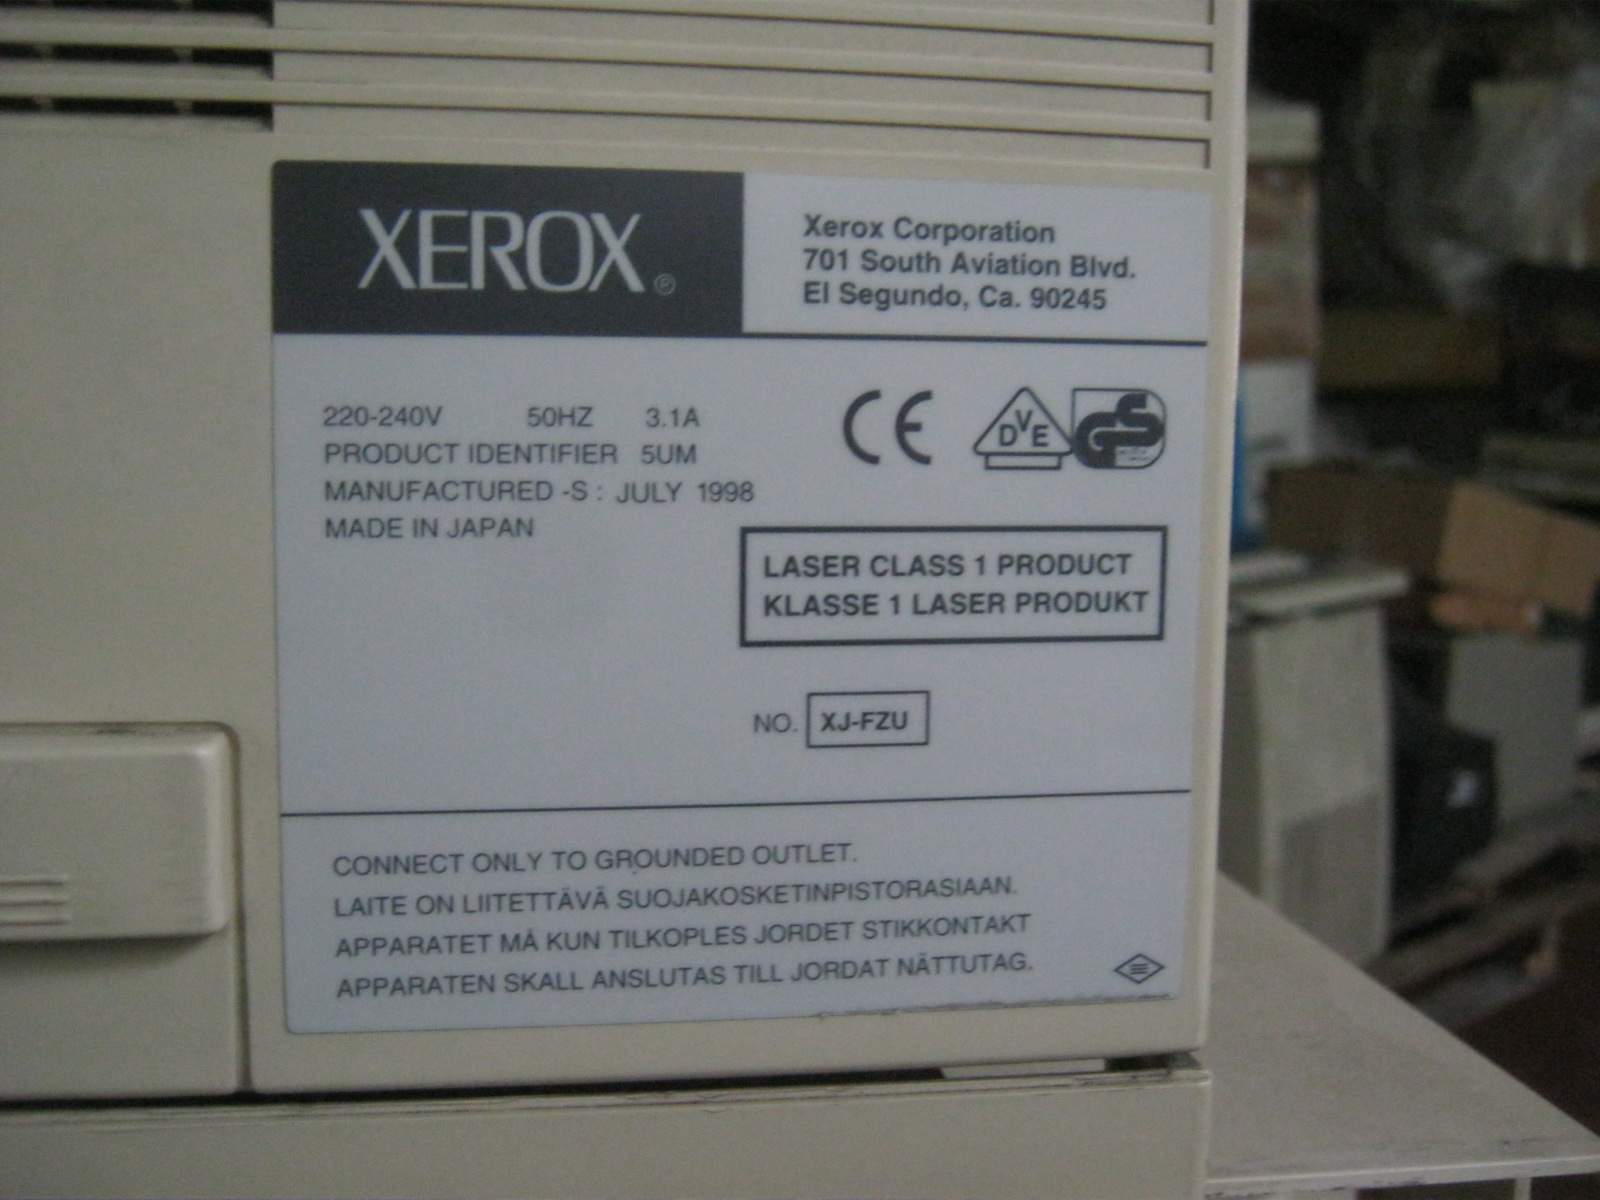 XEROX®
Xerox Corporation
701 South Aviation Blvd.
El Segundo, Ca. 90245
220-240V 50HZ 3.1A
PRODUCT IDENTIFIER 5UM
MANUFACTURED -S : JULY 1998
MADE IN JAPAN
CE
DVE
GS
LASER CLASS 1 PRODUCT
KLASSE 1 LASER PRODUKT
NO. XJ-FZU
CONNECT ONLY TO GROUNDED OUTLET.
LAITE ON LIITETTÄVÄ SUOJAKOSKETINPISTORASIAAN.
APPARATET MÅ KUN TILKOPLES JORDET STIKKONTAKT
APPARATEN SKALL ANSLUTAS TILL JORDAT NÄTTUTAG.